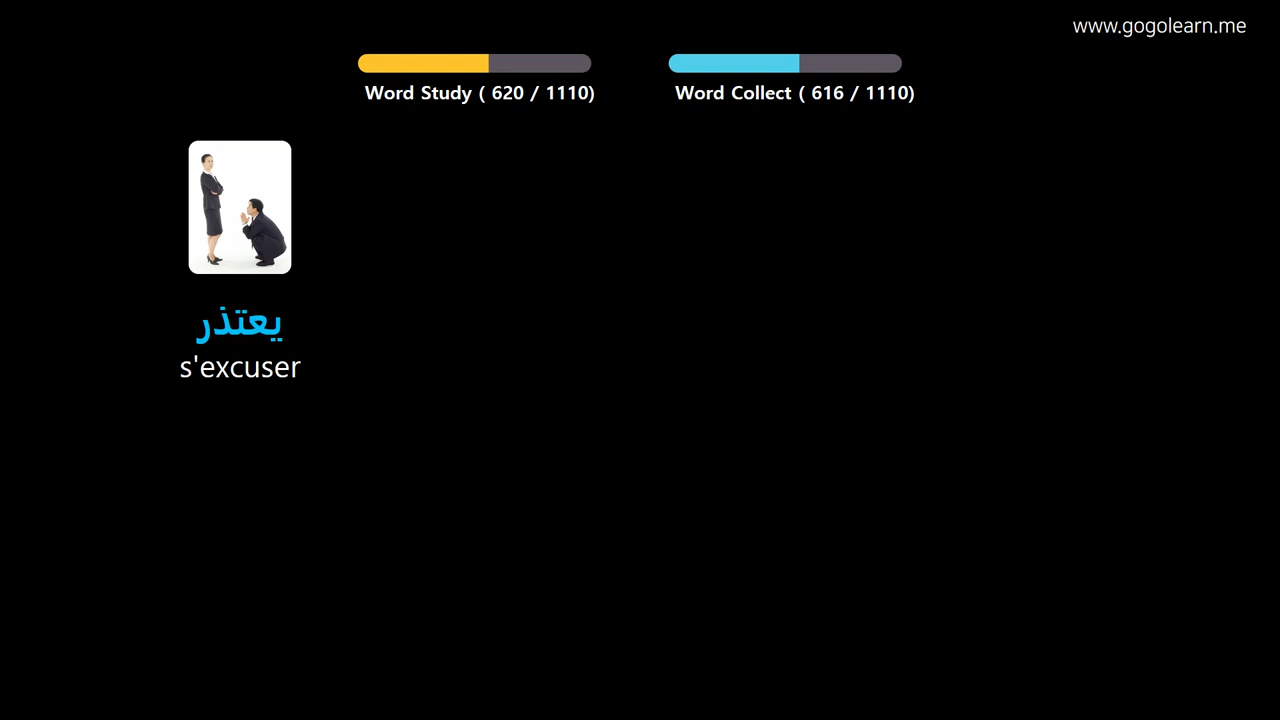 www.gogolearn.me
Word Study ( 620 / 1110)
Word Collect ( 616 / 1110)
يعتذر
s'excuser